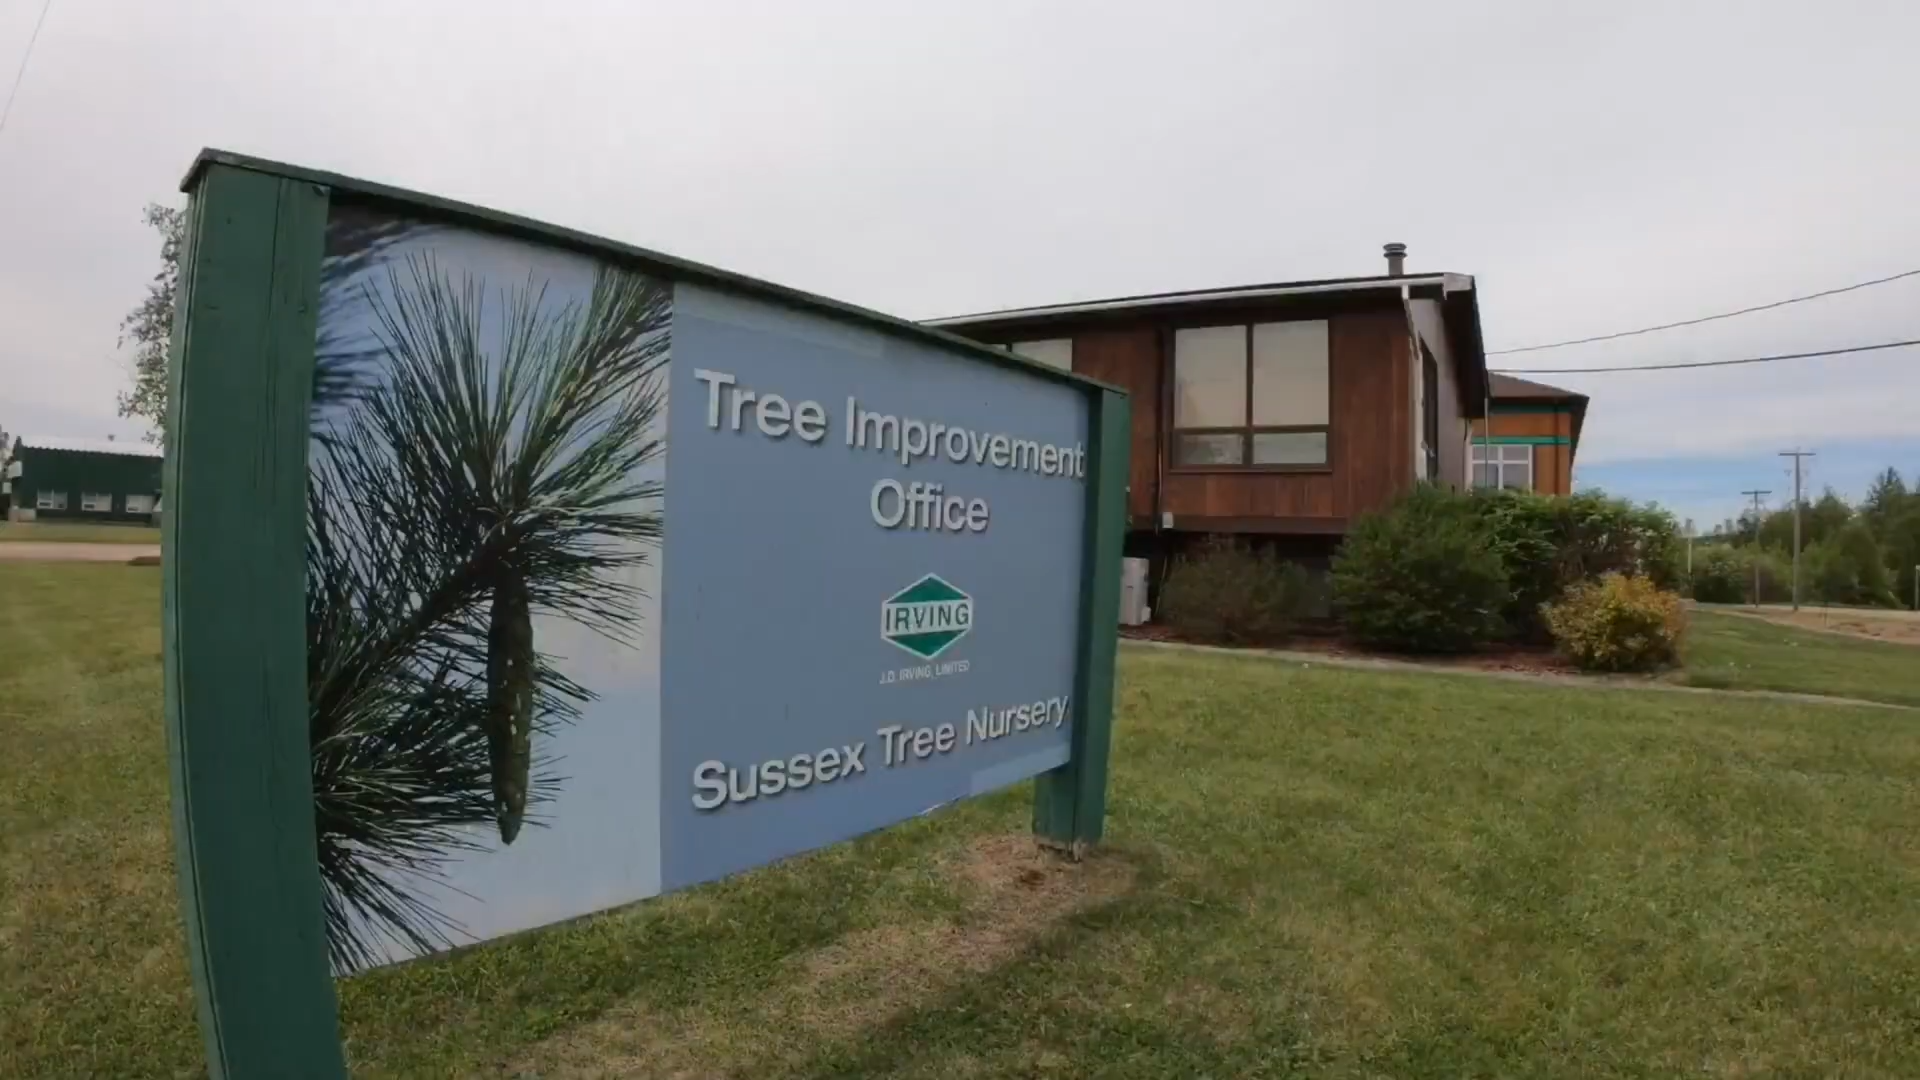 Tree Improvement
Office
IRVING
J.D. IRVING, LIMITED
Sussex Tree Nursery